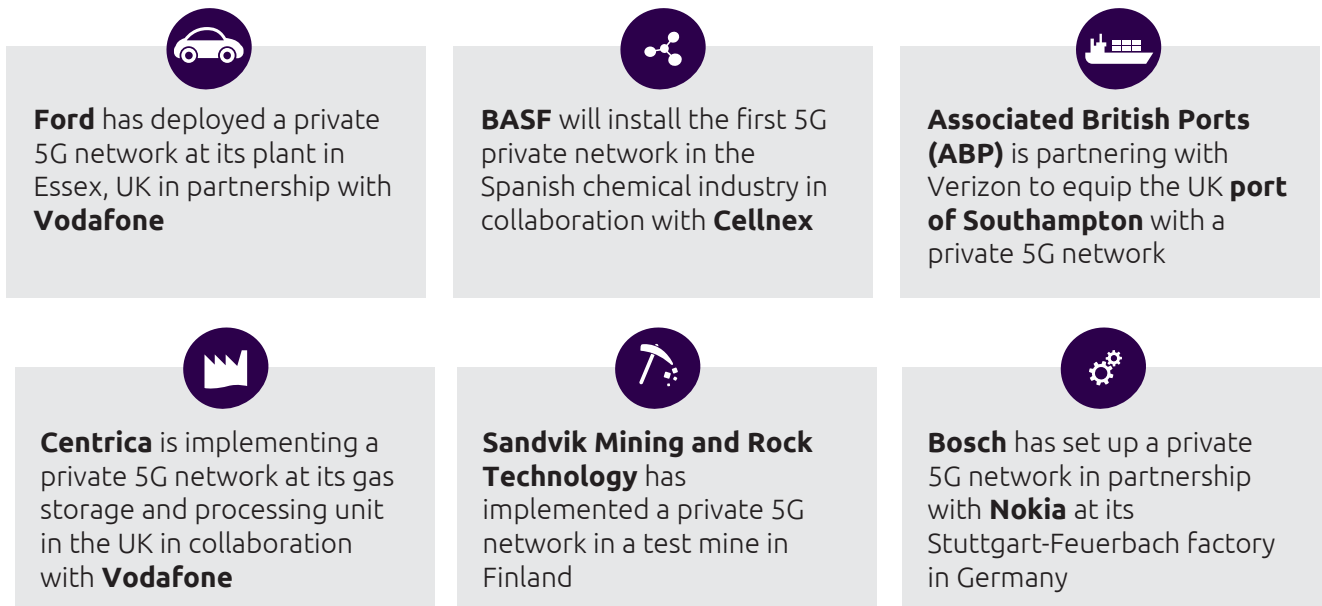 Ford has deployed a private
5G network at its plant in
Essex, UK in partnership with
Vodafone
BASF will install the first 5G
private network in the
Spanish chemical industry in
collaboration with Cellnex
Associated British Ports
(ABP) is partnering with
Verizon to equip the UK port
of Southampton with a
private 5G network
Centrica is implementing a
private 5G network at its gas
storage and processing unit
in the UK in collaboration
with Vodafone
Sandvik Mining and Rock
Technology has
implemented a private 5G
network in a test mine in
Finland
Bosch has set up a private
5G network in partnership
with Nokia at its
Stuttgart-Feuerbach factory
in Germany